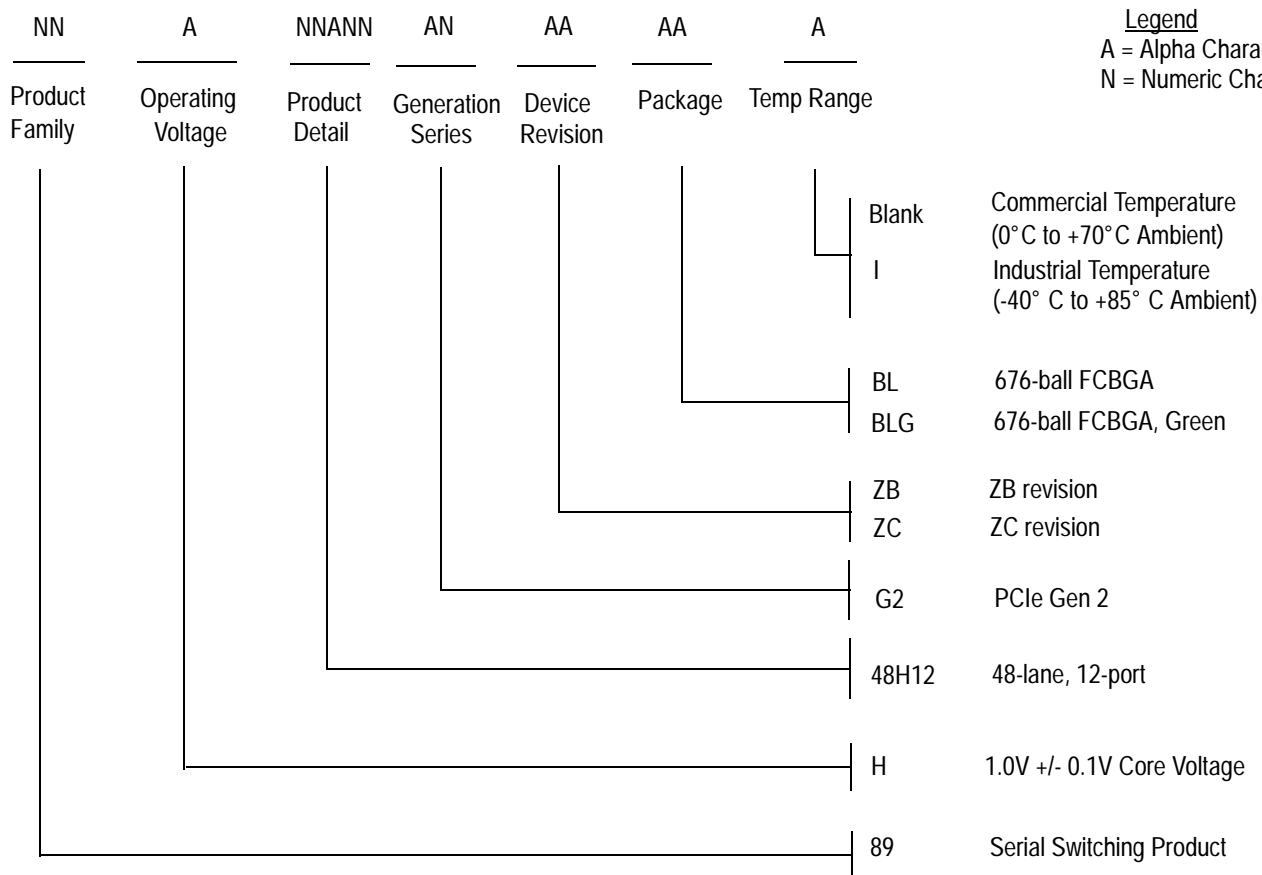 NN A NNANN AN AA AA A
Legend
A = Alpha Chara
N = Numeric Cha
Product Family
Operating Voltage
Product Detail
Generation Series
Device Revision
Package
Temp Range
Blank Commercial Temperature
(0°C to +70°C Ambient)
I Industrial Temperature
(-40° C to +85° C Ambient)
BL 676-ball FCBGA
BLG 676-ball FCBGA, Green
ZB ZB revision
ZC ZC revision
G2 PCIe Gen 2
48H12 48-lane, 12-port
H 1.0V +/- 0.1V Core Voltage
89 Serial Switching Product